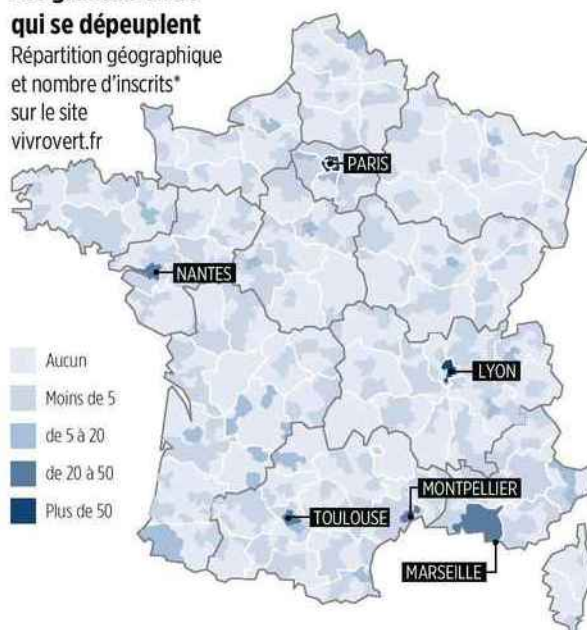 qui se dépeuplent
Répartition géographique
et nombre d'inscrits*
sur le site
vivrovert.fr
PARIS
NANTES
LYON
MONTPELLIER
TOULOUSE
MARSEILLE
Aucun
Moins de 5
de 5 à 20
de 20 à 50
Plus de 50